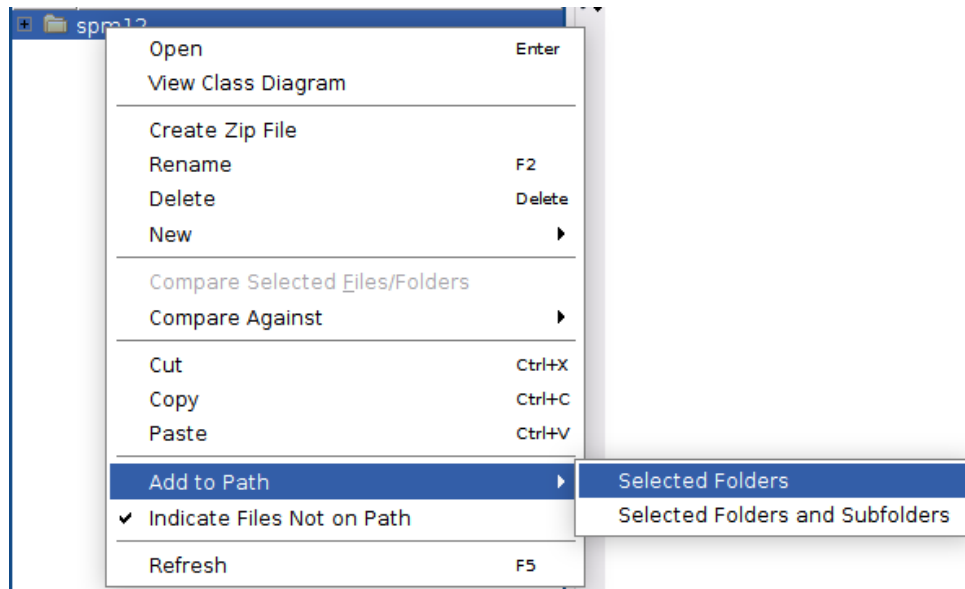 spm12
Open Enter
View Class Diagram
Create Zip File
Rename F2
Delete Delete
New
Compare Selected Files/Folders
Compare Against
Cut Ctrl+X
Copy Ctrl+C
Paste Ctrl+V
Add to Path
Selected Folders
Indicate Files Not on Path
Selected Folders and Subfolders
Refresh F5